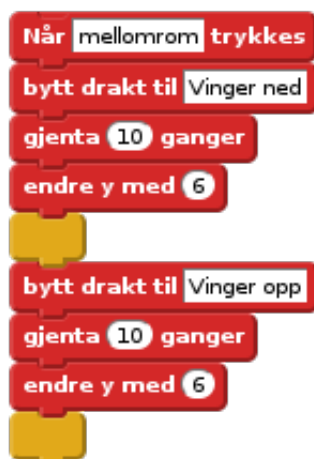 Når mellomrom trykkes
bytt drakt til Vinger ned
gjenta 10 ganger
endre y med 6
bytt drakt til Vinger opp
gjenta 10 ganger
endre y med 6